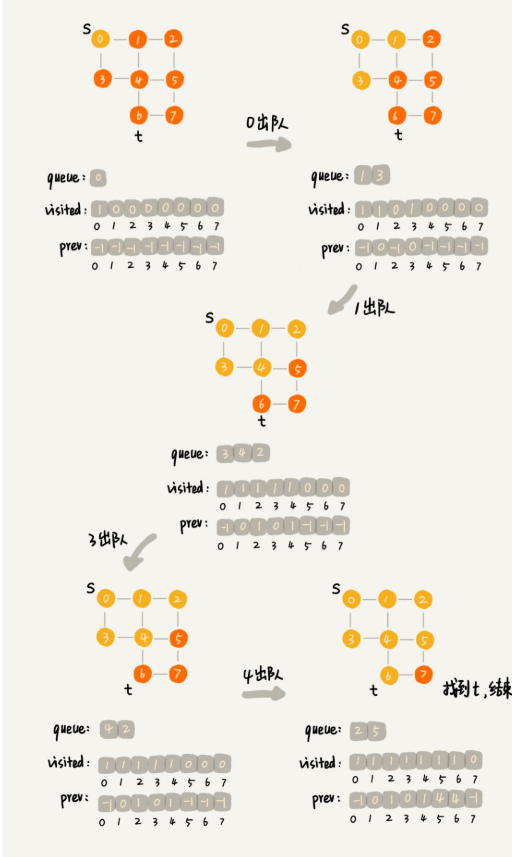 S
0 1 2
3 4 5
6 7
t
queue: 0
visited: 1 0 0 0 0 0 0 0
0 1 2 3 4 5 6 7
prev: -1 -1 -1 -1 -1 -1 -1 -1
0 1 2 3 4 5 6 7
0出队
S
0 1 2
3 4 5
6 7
t
queue: 1 3
visited: 1 1 0 1 0 0 0 0
0 1 2 3 4 5 6 7
prev: -1 0 -1 0 -1 -1 -1 -1
0 1 2 3 4 5 6 7
1出队
S
0 1 2
3 4 5
6 7
t
queue: 3 4 2
visited: 1 1 1 1 1 0 0 0
0 1 2 3 4 5 6 7
prev: -1 0 1 0 1 -1 -1 -1
0 1 2 3 4 5 6 7
3出队
S
0 1 2
3 4 5
6 7
t
queue: 4 2
visited: 1 1 1 1 1 0 0 0
0 1 2 3 4 5 6 7
prev: -1 0 1 0 1 -1 -1 -1
0 1 2 3 4 5 6 7
4出队
S
0 1 2
3 4 5
6 7
t
找到t,结束
queue: 2 5
visited: 1 1 1 1 1 1 1 0
0 1 2 3 4 5 6 7
prev: -1 0 1 0 1 4 4 -1
0 1 2 3 4 5 6 7